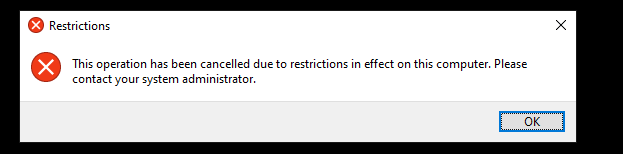 Restrictions
This operation has been cancelled due to restrictions in effect on this computer. Please
contact your system administrator.
OK